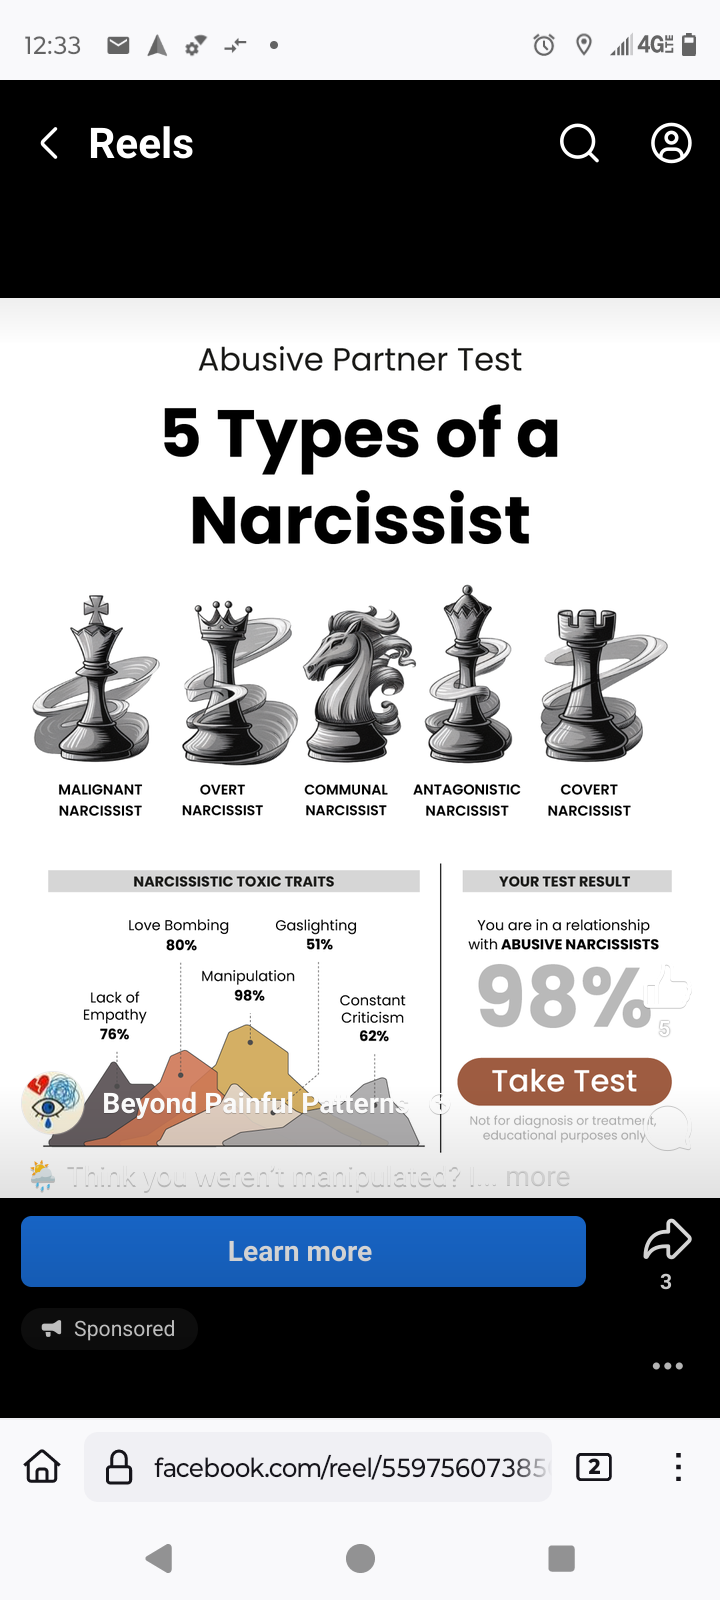 12:33
4G LTE
Reels
Abusive Partner Test
5 Types of a
Narcissist
MALIGNANT
NARCISSIST
OVERT
NARCISSIST
COMMUNAL
NARCISSIST
ANTAGONISTIC
NARCISSIST
COVERT
NARCISSIST
NARCISSISTIC TOXIC TRAITS
Love Bombing
80%
Gaslighting
51%
Manipulation
98%
Lack of
Empathy
76%
Constant
Criticism
62%
YOUR TEST RESULT
You are in a relationship
with ABUSIVE NARCISSISTS
98%
5
Take Test
Not for diagnosis or treatment,
educational purposes only
Beyond Painful Patterns
Think you weren't manipulated? I... more
Learn more
3
Sponsored
facebook.com/reel/55975607385
2